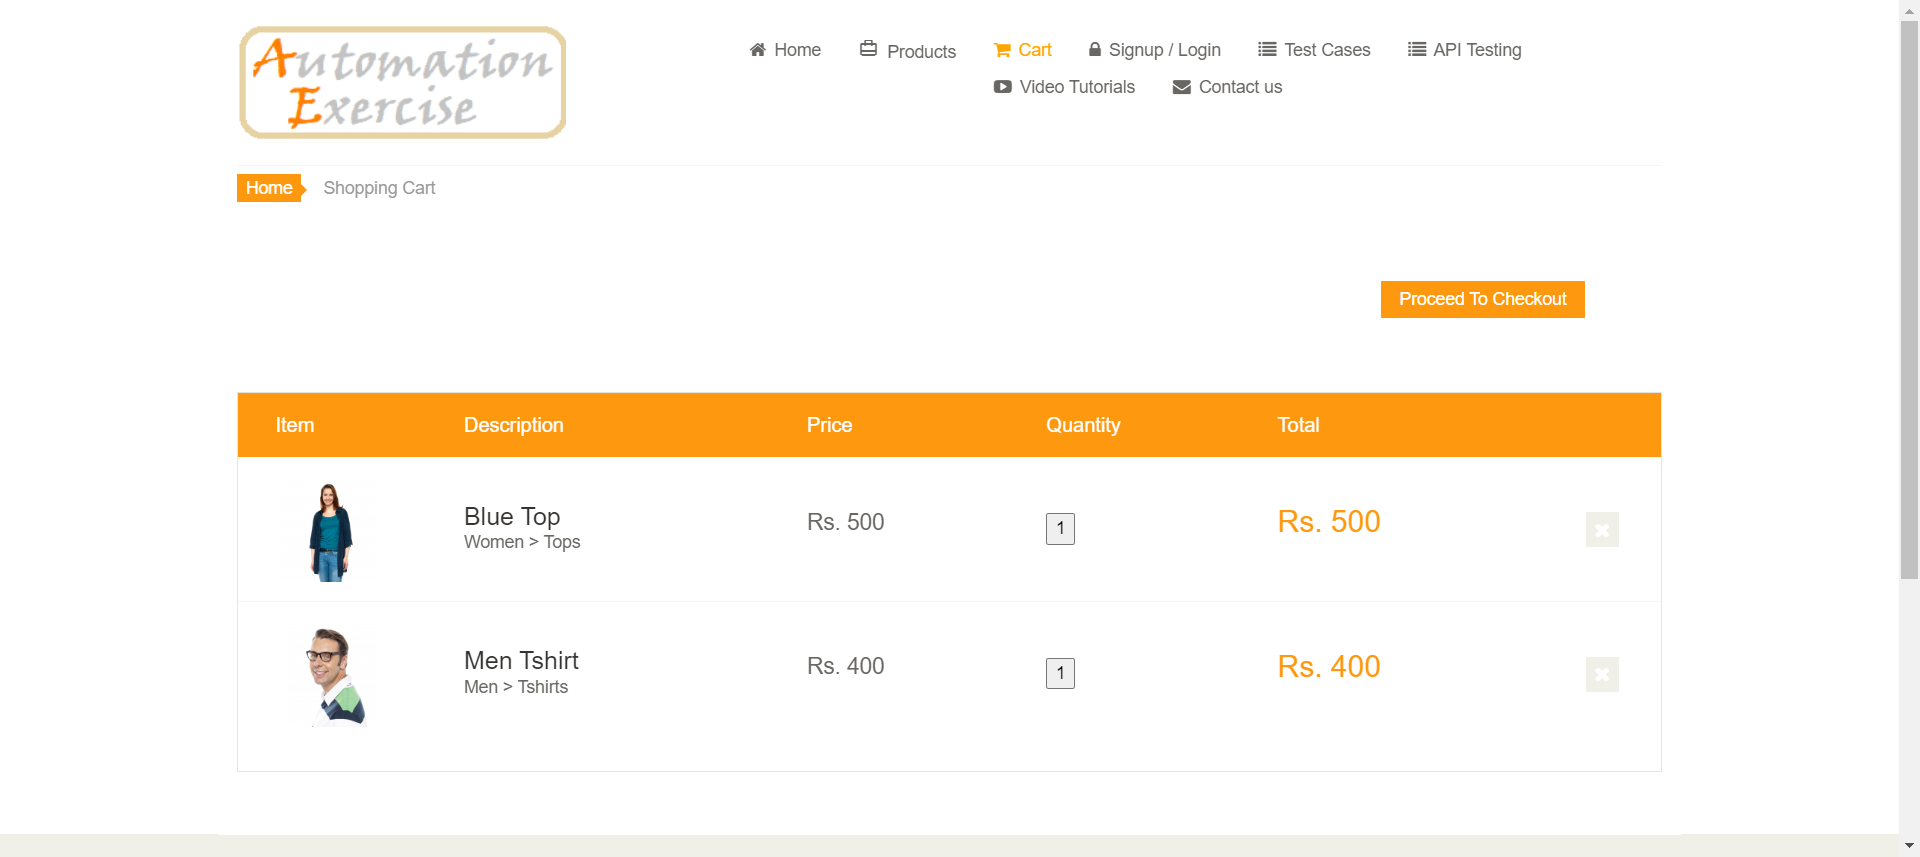 Automation
Exercise
Home
Products
Cart
Signup / Login
Test Cases
API Testing
Video Tutorials
Contact us
Home
Shopping Cart
Proceed To Checkout
Item Description Price Quantity Total
Blue Top
Women > Tops
Rs. 500
1
Rs. 500
Men Tshirt
Men > Tshirts
Rs. 400
1
Rs. 400